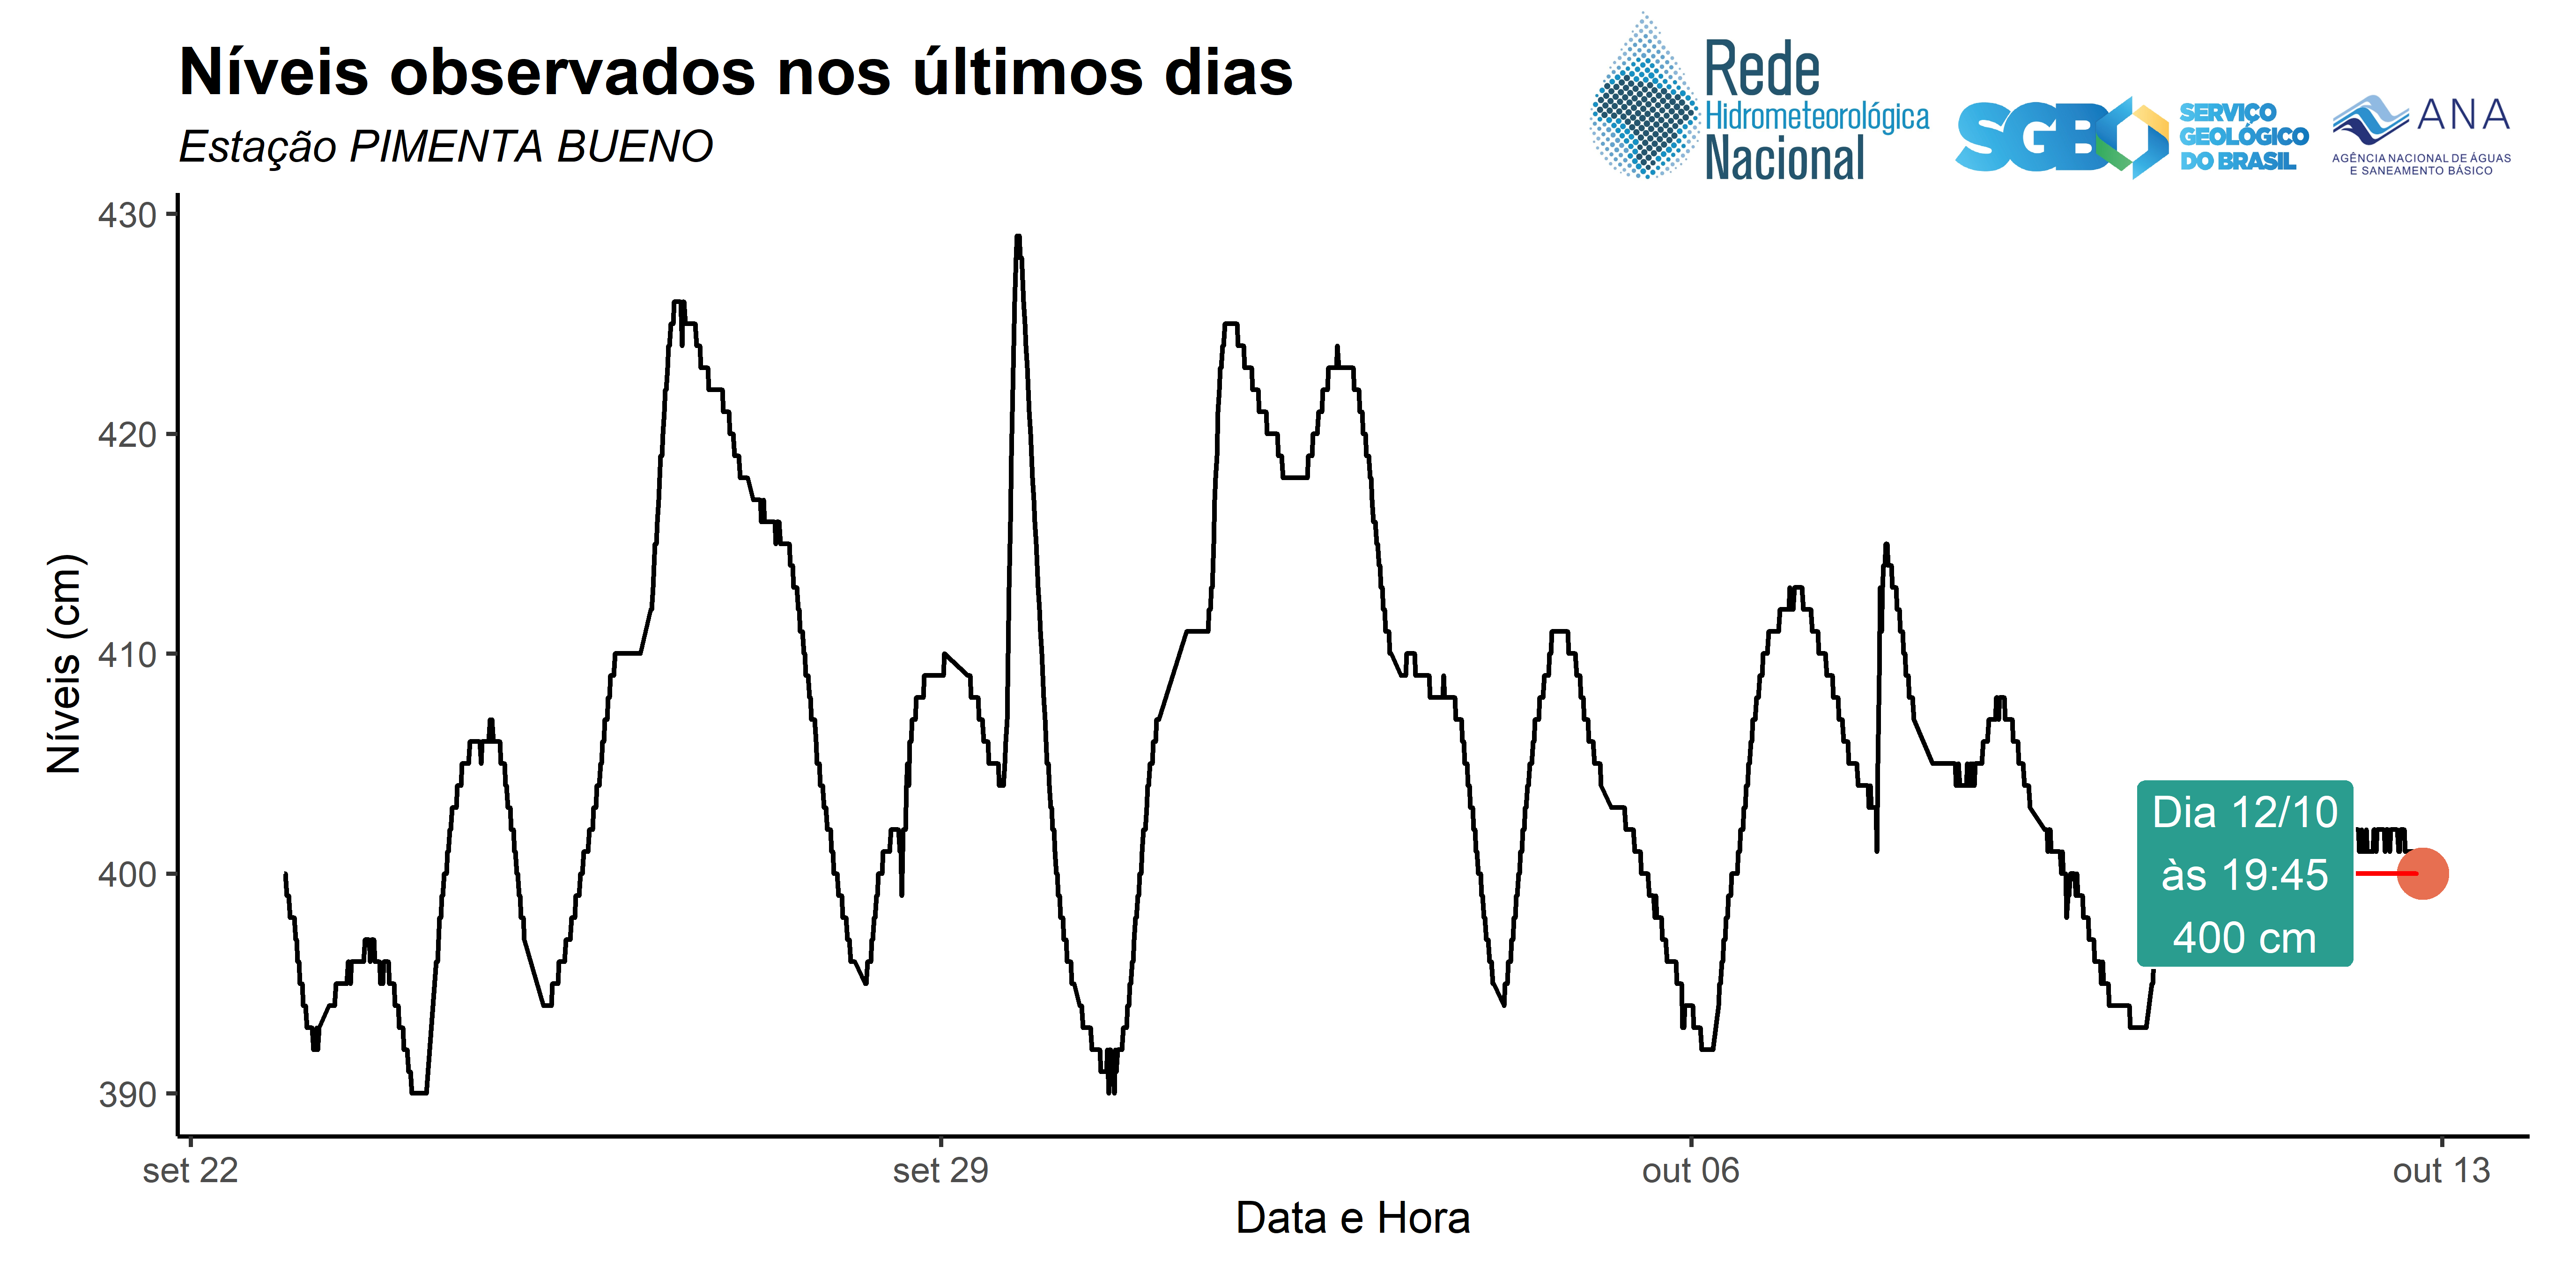 Níveis observados nos últimos dias
Estação PIMENTA BUENO
Rede
Hidrometeorológica
Nacional
SGB
SERVIÇO
GEOLÓGICO
DO BRASIL
ANA
AGÊNCIA NACIONAL DE ÁGUAS
E SANEAMENTO BÁSICO
Níveis (cm)
430
420
410
400
390
Dia 12/10
às 19:45
400 cm
set 22
set 29
out 06
out 13
Data e Hora